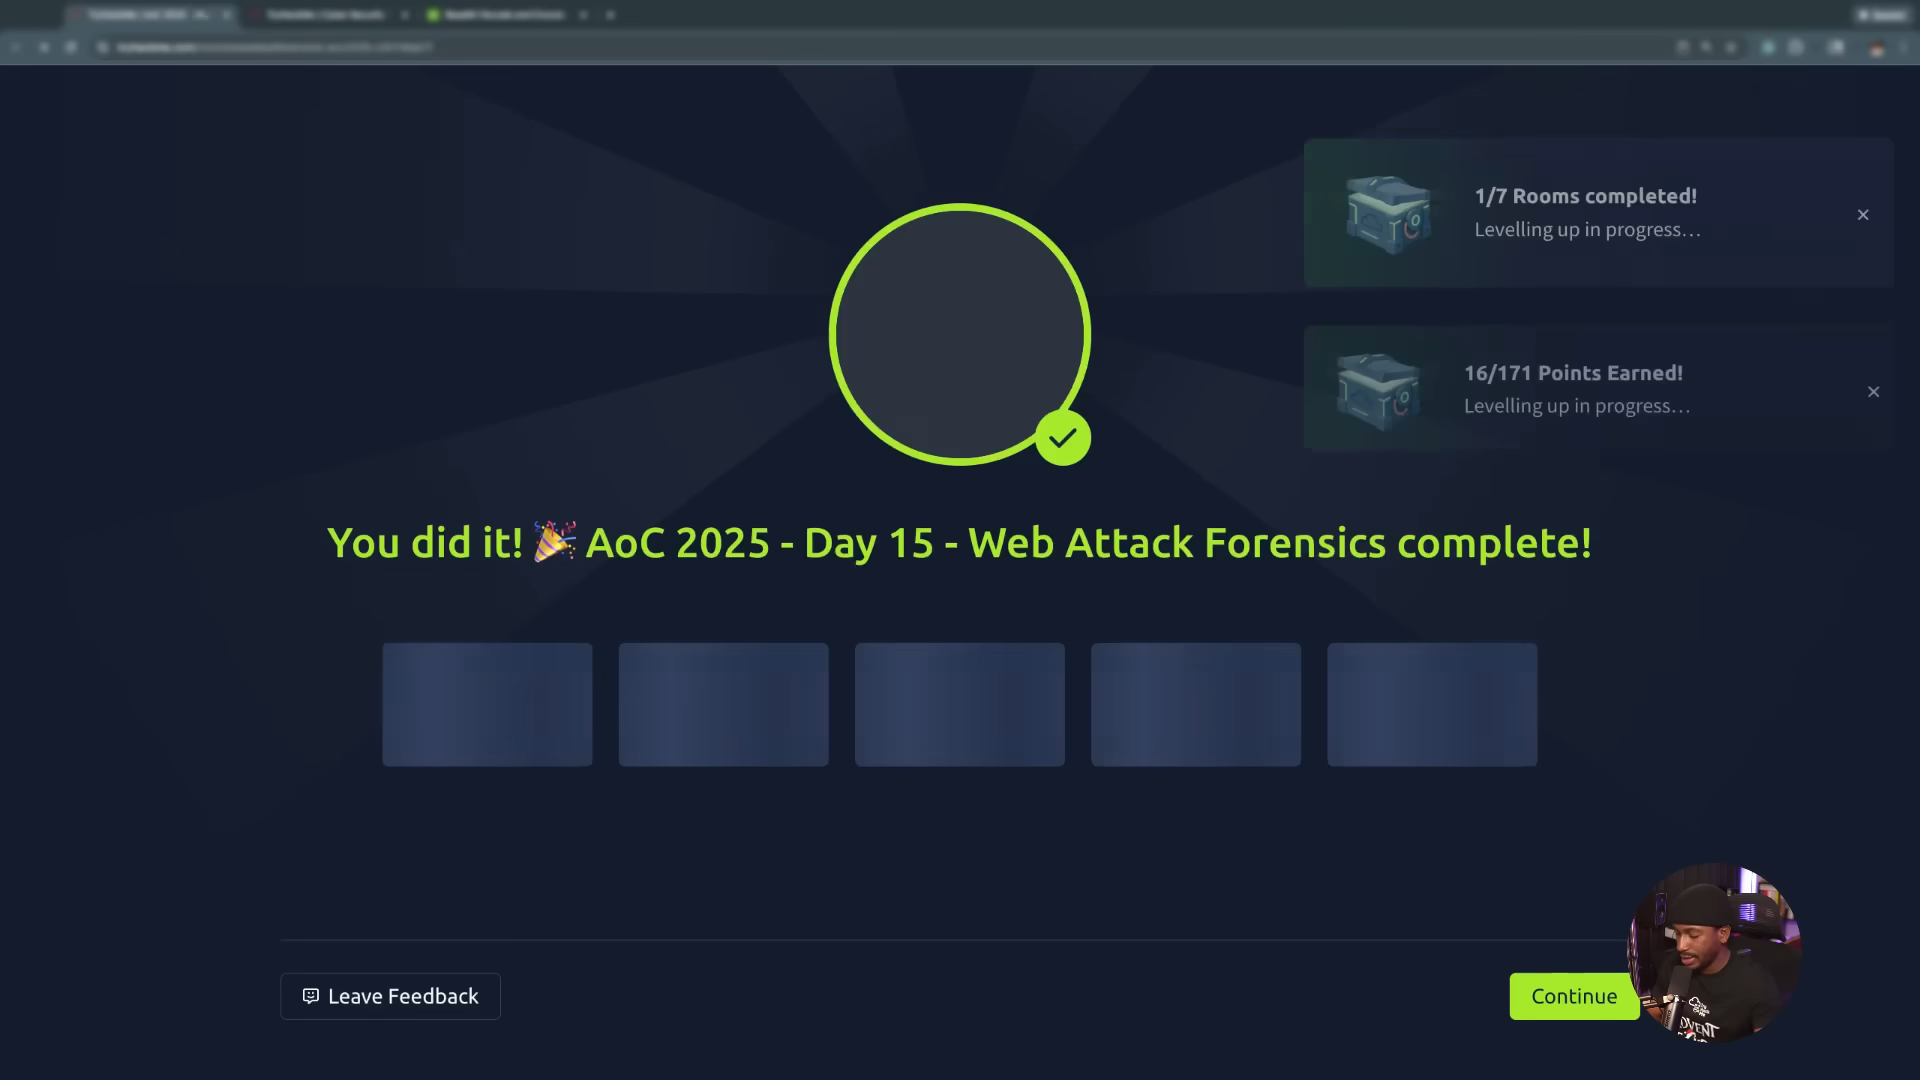 1/7 Rooms completed!
Levelling up in progress...
16/171 Points Earned!
Levelling up in progress...
You did it! 🎉 AoC 2025 - Day 15 - Web Attack Forensics complete!
Leave Feedback
Continue